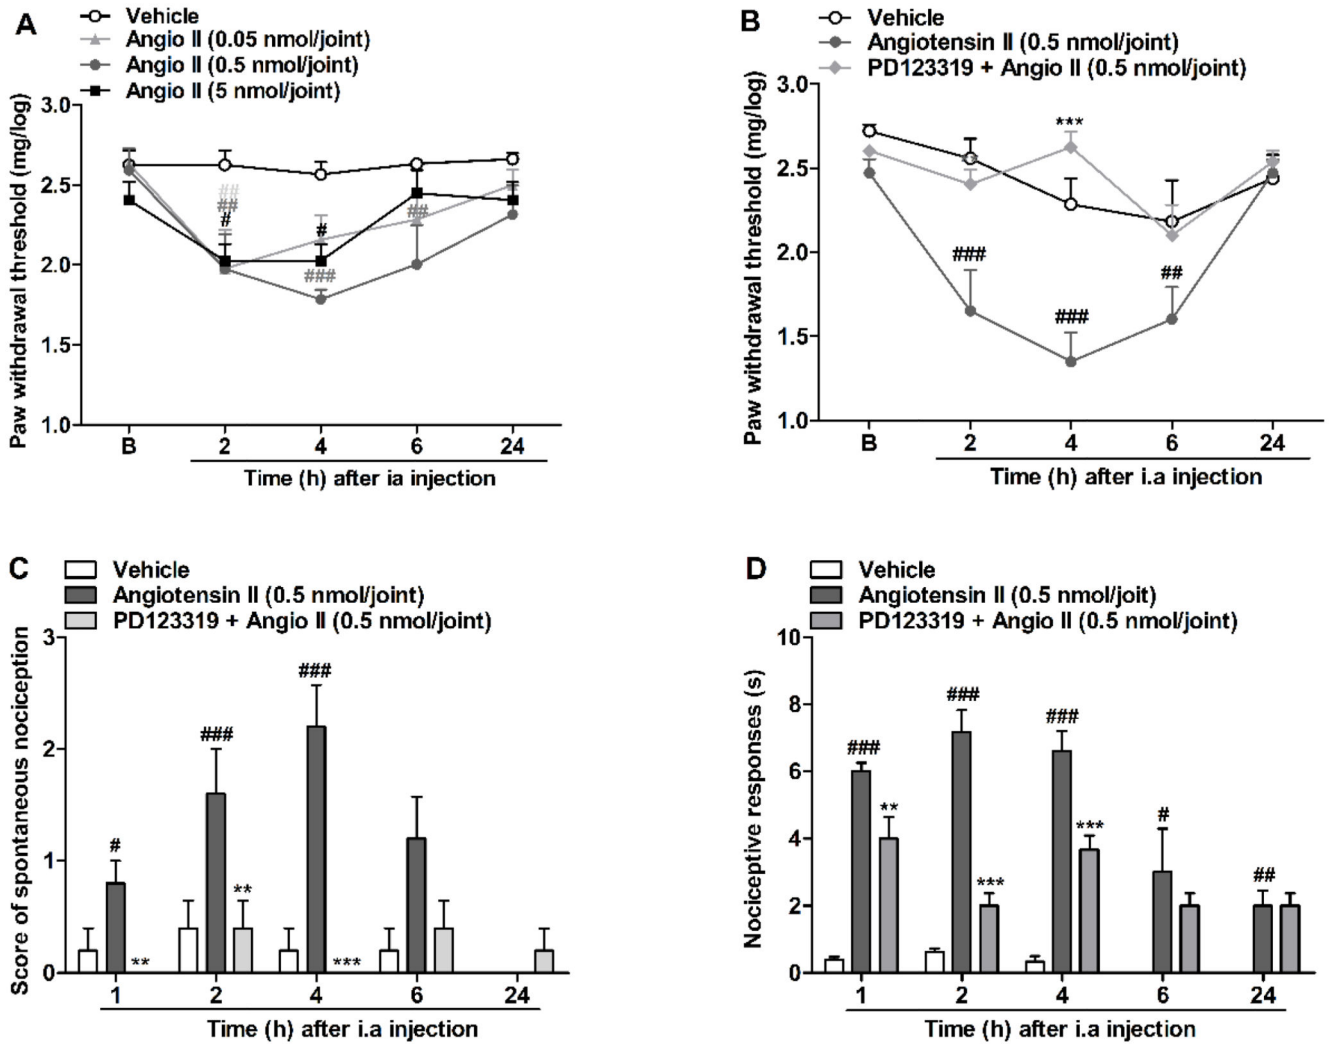 A
Vehicle
Angio II (0.05 nmol/joint)
Angio II (0.5 nmol/joint)
Angio II (5 nmol/joint)
Paw withdrawal threshold (mg/log)
3.0
2.5
2.0
1.5
1.0
##
##
#
#
###
##
B 2 4 6 24
Time (h) after ia injection
B
Vehicle
Angiotensin II (0.5 nmol/joint)
PD123319 + Angio II (0.5 nmol/joint)
Paw withdrawal threshold (mg/log)
3.0
2.5
2.0
1.5
1.0
***
###
###
##
B 2 4 6 24
Time (h) after i.a injection
C
Vehicle
Angiotensin II (0.5 nmol/joint)
PD123319 + Angio II (0.5 nmol/joint)
Score of spontaneous nociception
3
2
1
0
#
**
###
**
###
***
1 2 4 6 24
Time (h) after i.a injection
D
Vehicle
Angiotensin II (0.5 nmol/joit)
PD123319 + Angio II (0.5 nmol/joint)
Nociceptive responses (s)
10
8
6
4
2
0
###
**
###
***
###
***
#
##
1 2 4 6 24
Time (h) after i.a injection